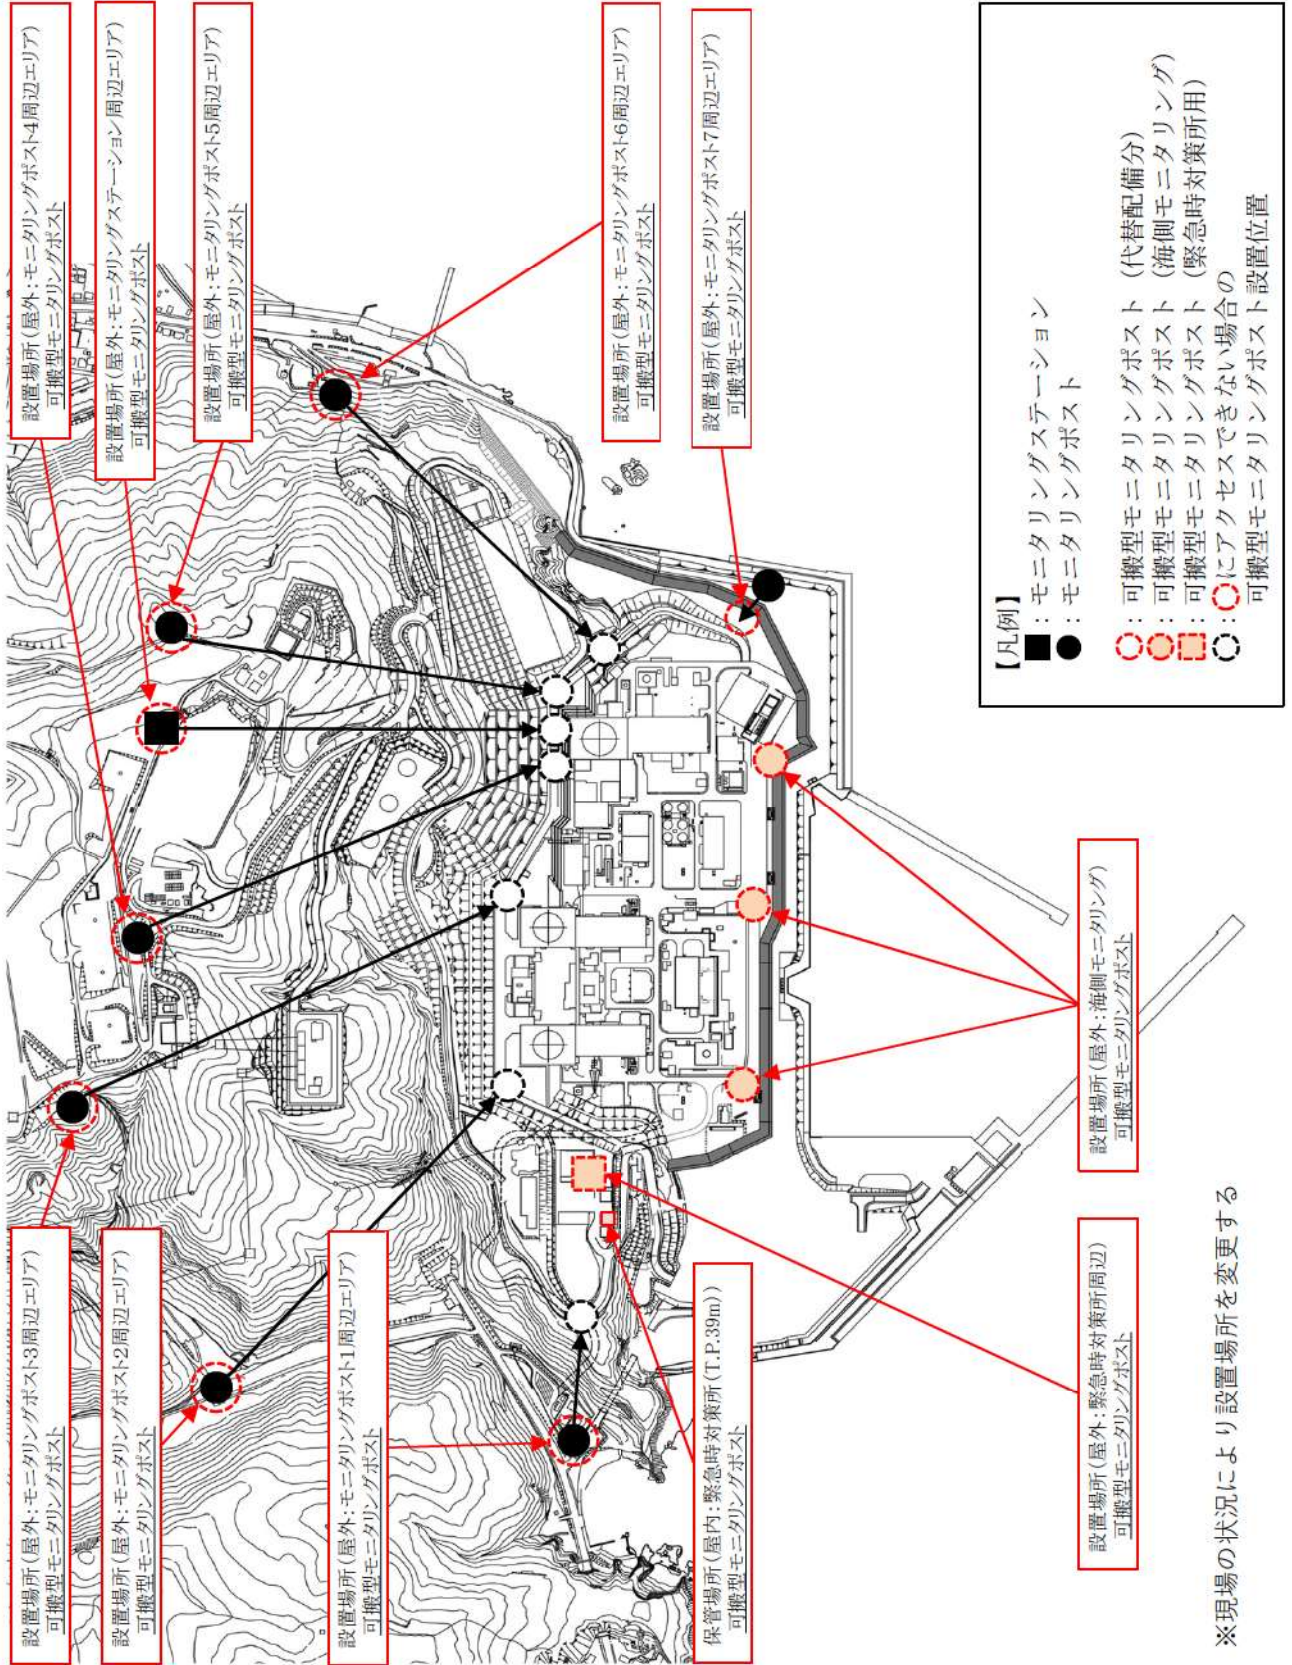 設置場所(屋外:モニタリングポスト3周辺エリア)
可搬型モニタリングポスト
設置場所(屋外:モニタリングポスト2周辺エリア)
可搬型モニタリングポスト
設置場所(屋外:モニタリングポスト1周辺エリア)
可搬型モニタリングポスト
保管場所(屋内:緊急時対策所(T.P.39m))
可搬型モニタリングポスト
設置場所(屋外:緊急時対策所周辺)
可搬型モニタリングポスト
設置場所(屋外:海側モニタリング)
可搬型モニタリングポスト
設置場所(屋外:モニタリングポスト4周辺エリア)
可搬型モニタリングポスト
設置場所(屋外:モニタリングステーション周辺エリア)
可搬型モニタリングポスト
設置場所(屋外:モニタリングポスト5周辺エリア)
可搬型モニタリングポスト
設置場所(屋外:モニタリングポスト6周辺エリア)
可搬型モニタリングポスト
設置場所(屋外:モニタリングポスト7周辺エリア)
可搬型モニタリングポスト
【凡例】
:モニタリングステーション
:モニタリングポスト
:可搬型モニタリングポスト(代替配備分)
:可搬型モニタリングポスト(海側モニタリング)
:可搬型モニタリングポスト(緊急時対策所用)
:にアクセスできない場合の
可搬型モニタリングポスト設置位置
※現場の状況により設置場所を変更する